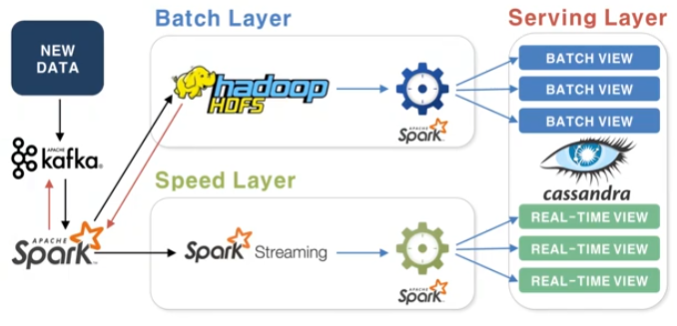 Batch Layer
Serving Layer
NEW
DATA
hadoop
HDFS
APACHE
Spark
BATCH VIEW
BATCH VIEW
BATCH VIEW
APACHE
kafka
cassandra
Speed Layer
APACHE
Spark
Spark Streaming
APACHE
Spark
REAL-TIME VIEW
REAL-TIME VIEW
REAL-TIME VIEW